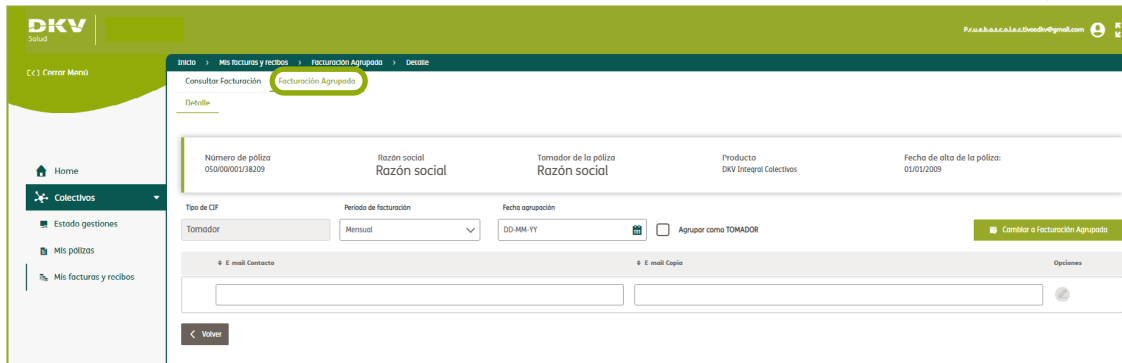 DKV
Salud
Pruebascolectivosdkv@gmail.com
[<] Cerrar Menú
Inicio > Mis facturas y recibos > Facturación Agrupada > Detalle
Consultar Facturación Facturación Agrupada
Detalle
Número de póliza Razón social Tomador de la póliza Producto Fecha de alta de la póliza:
050/00/001/38209 Razón social Razón social DKV Integral Colectivos 01/01/2009
Home
Colectivos
Estado gestiones
Mis pólizas
Mis facturas y recibos
Tipo de CIF Periodo de facturación Fecha agrupación
Tomador Mensual DD-MM-YY Agrupar como TOMADOR Cambiar a Facturación Agrupada
E mail Contacto E mail Copia Opciones
< Volver